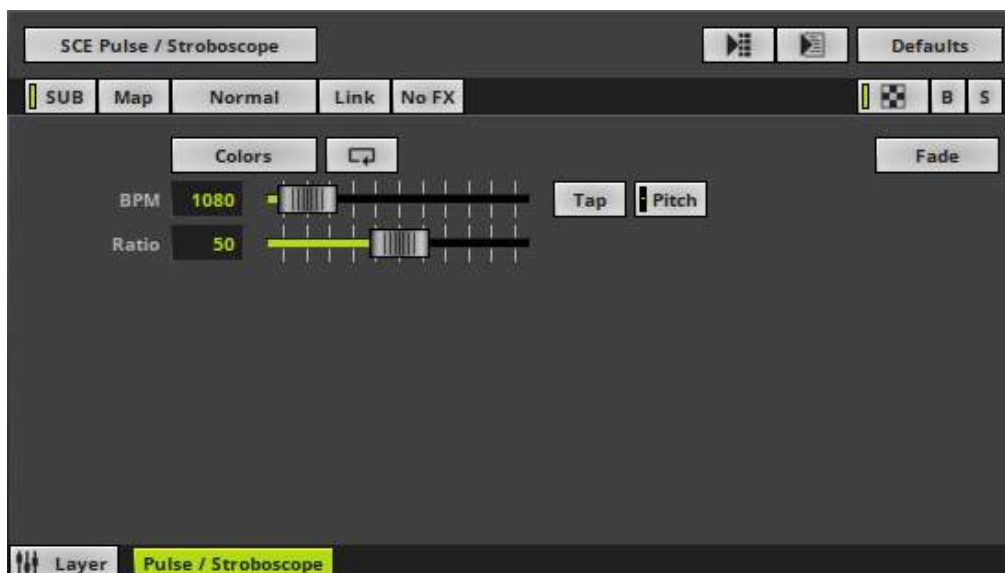 SCE Pulse / Stroboscope Defaults
SUB Map Normal Link No FX B S
Colors Fade
BPM 1080 Tap Pitch
Ratio 50
Layer Pulse / Stroboscope